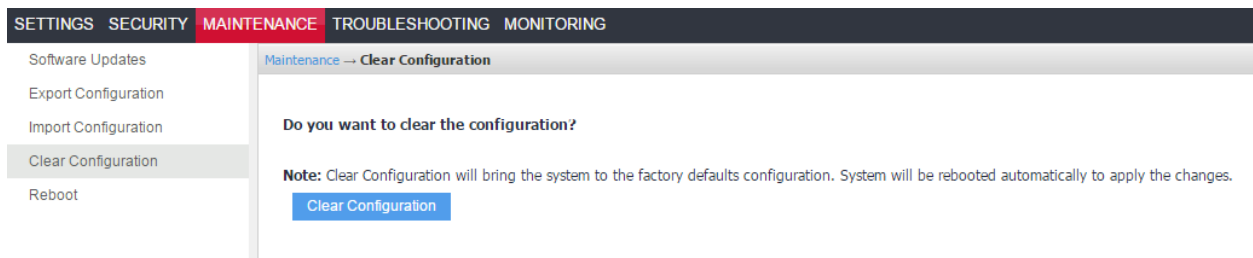 SETTINGS SECURITY MAINTENANCE TROUBLESHOOTING MONITORING
Software Updates
Export Configuration
Import Configuration
Clear Configuration
Reboot
Maintenance → Clear Configuration
Do you want to clear the configuration?
Note: Clear Configuration will bring the system to the factory defaults configuration. System will be rebooted automatically to apply the changes.
Clear Configuration